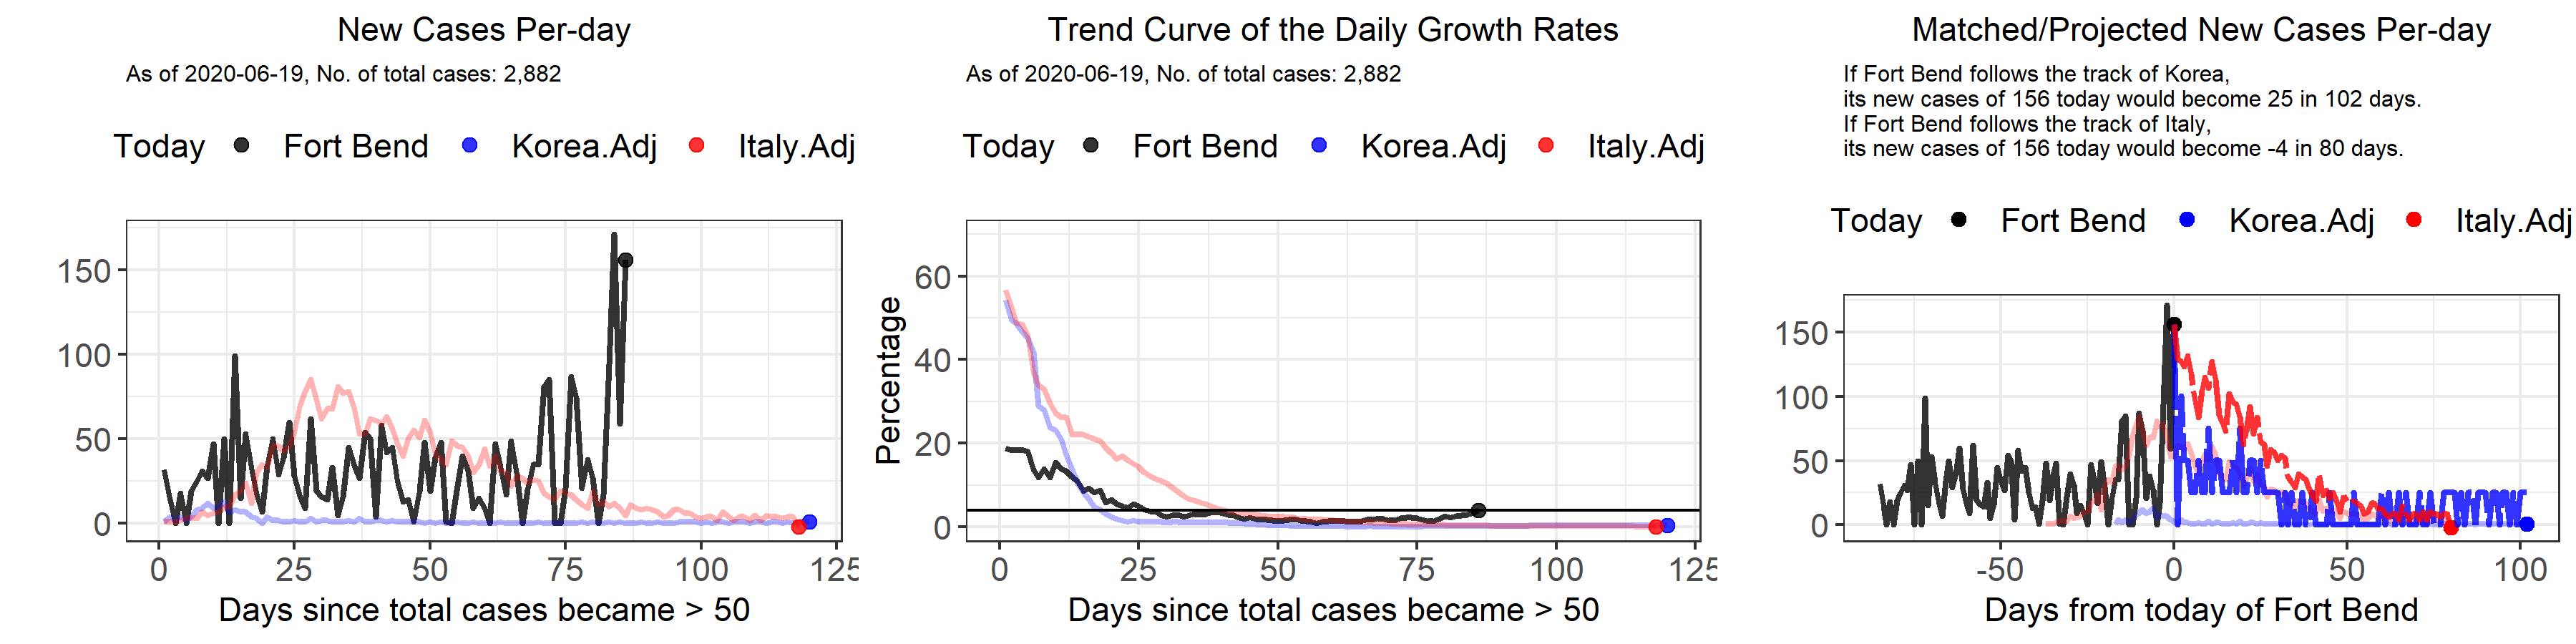 New Cases Per-day
As of 2020-06-19, No. of total cases: 2,882
Today Fort Bend Korea.Adj Italy.Adj
150
100
50
0
0 25 50 75 100 125
Days since total cases became > 50
Trend Curve of the Daily Growth Rates
As of 2020-06-19, No. of total cases: 2,882
Today Fort Bend Korea.Adj Italy.Adj
Percentage
60
40
20
0
0 25 50 75 100 125
Days since total cases became > 50
Matched/Projected New Cases Per-day
If Fort Bend follows the track of Korea,
its new cases of 156 today would become 25 in 102 days.
If Fort Bend follows the track of Italy,
its new cases of 156 today would become -4 in 80 days.
Today Fort Bend Korea.Adj Italy.Adj
150
100
50
0
-50 0 50 100
Days from today of Fort Bend